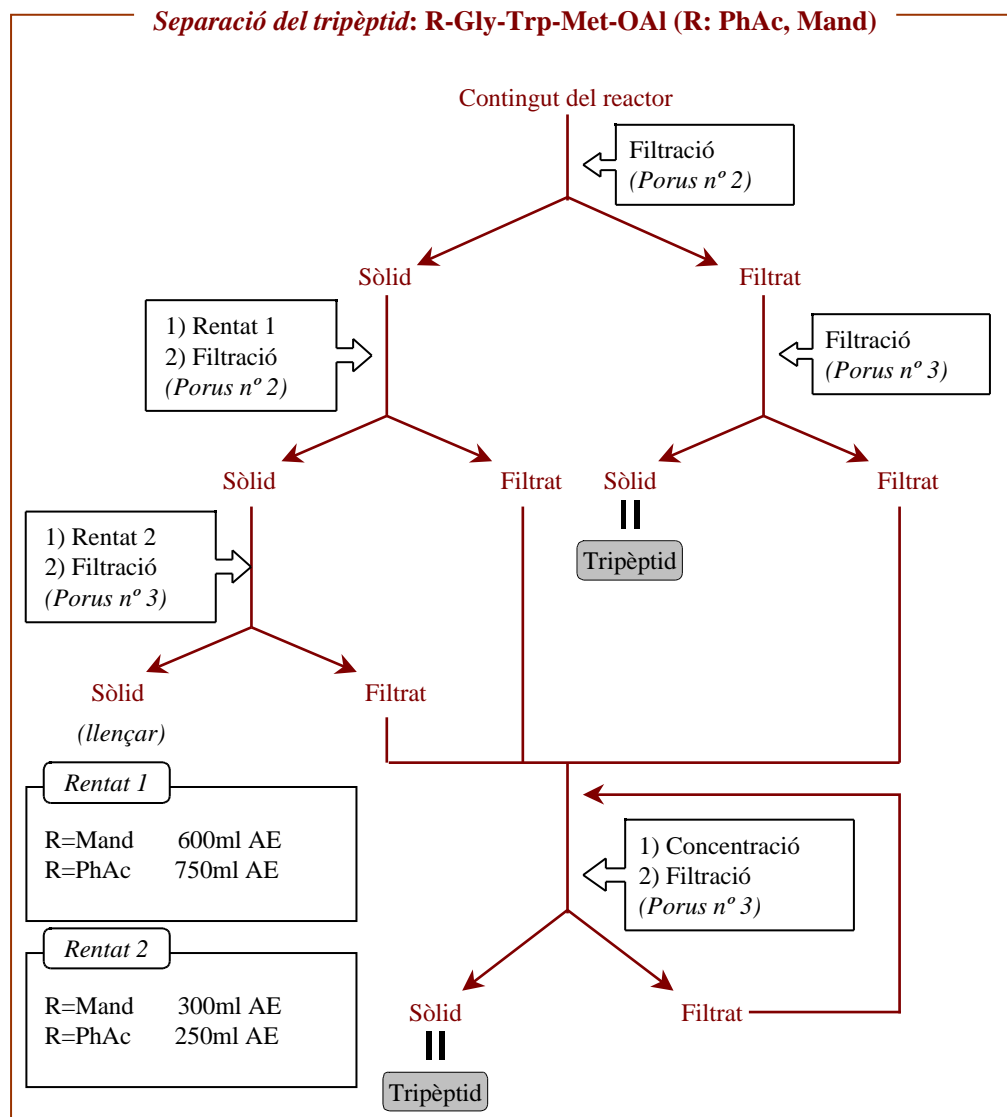 Separació del tripèptid: R-Gly-Trp-Met-OAl (R: PhAc, Mand)
Contingut del reactor
Filtració
(Porus nº 2)
Sòlid
Filtrat
1) Rentat 1
2) Filtració
(Porus nº 2)
Filtració
(Porus nº 3)
Sòlid
Filtrat
Sòlid
Filtrat
1) Rentat 2
2) Filtració
(Porus nº 3)
Tripèptid
Sòlid
Filtrat
(llençar)
Rentat 1
R=Mand 600ml AE
R=PhAc 750ml AE
1) Concentració
2) Filtració
(Porus nº 3)
Rentat 2
R=Mand 300ml AE
R=PhAc 250ml AE
Sòlid
Filtrat
Tripèptid